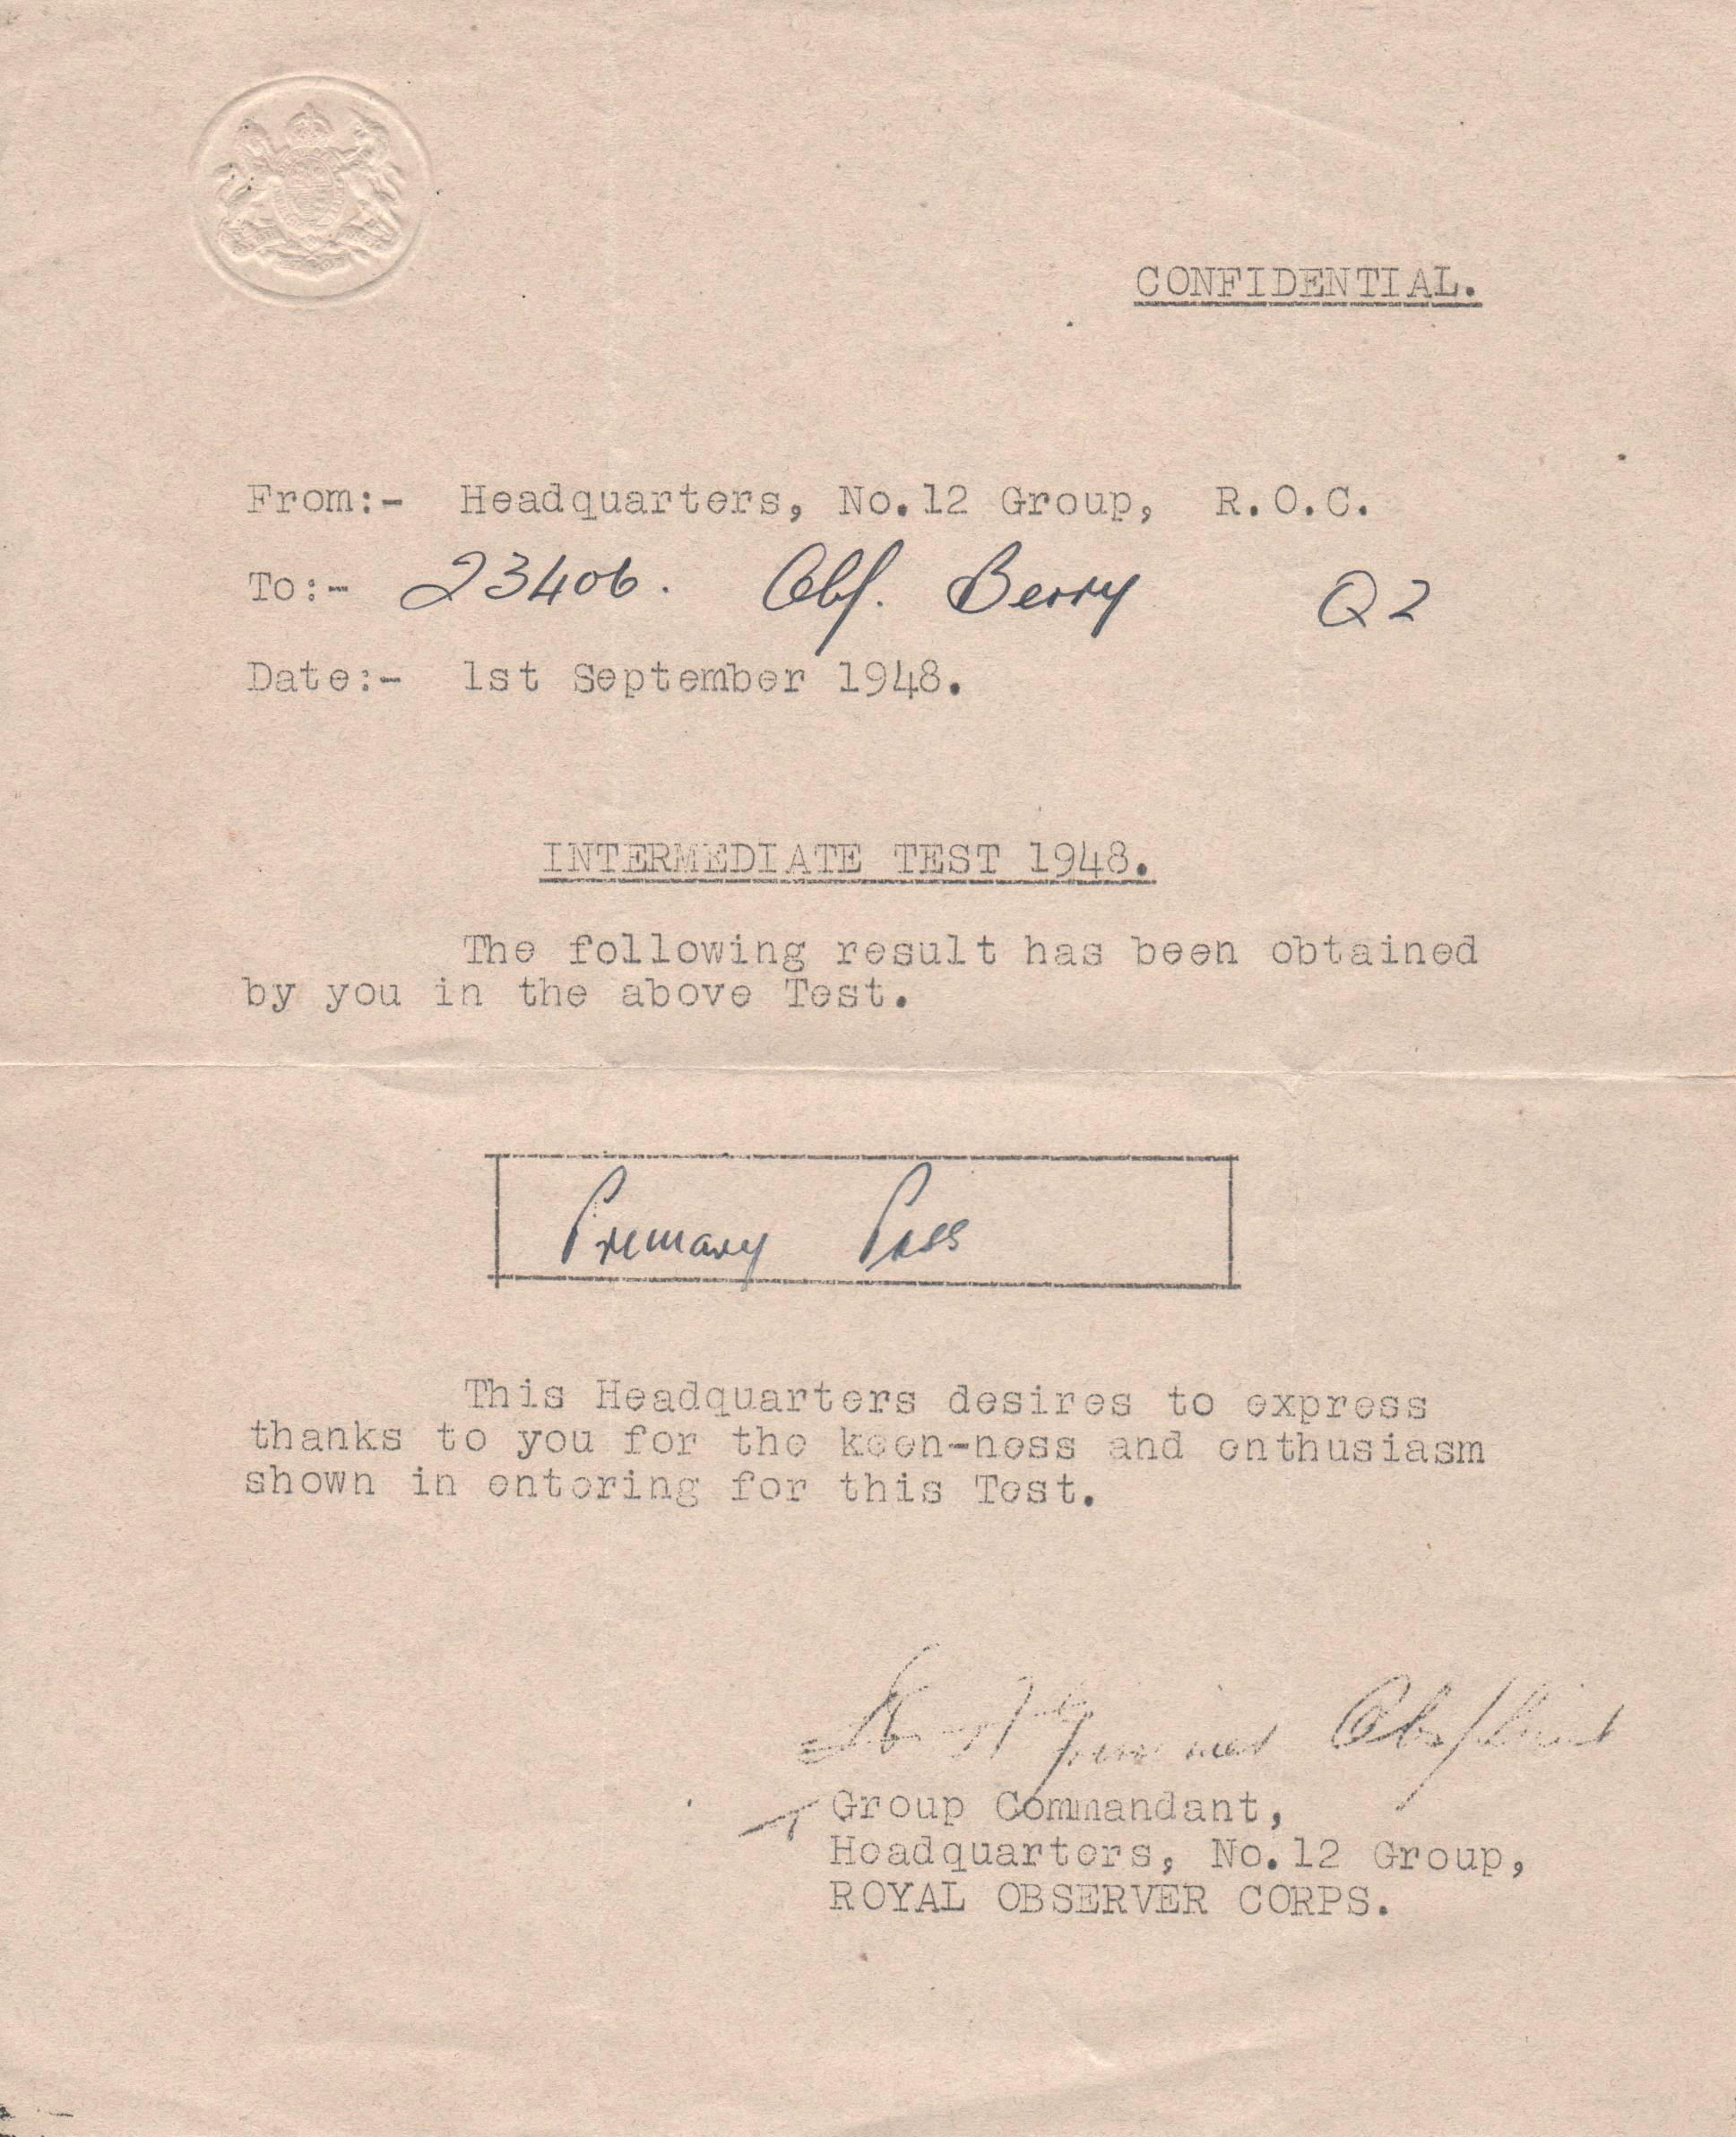 CONFIDENTIAL.
From:- Headquarters, No.12 Group, R.O.C.
To:- 23406. Obs. Berry Q2
Date:- 1st September 1948.
INTERMEDIATE TEST 1948.
The following result has been obtained
by you in the above Test.
Primary Pass
This Headquarters desires to express
thanks to you for the keen-ness and enthusiasm
shown in entering for this Test.
Group Commandant,
Headquarters, No.12 Group,
ROYAL OBSERVER CORPS.